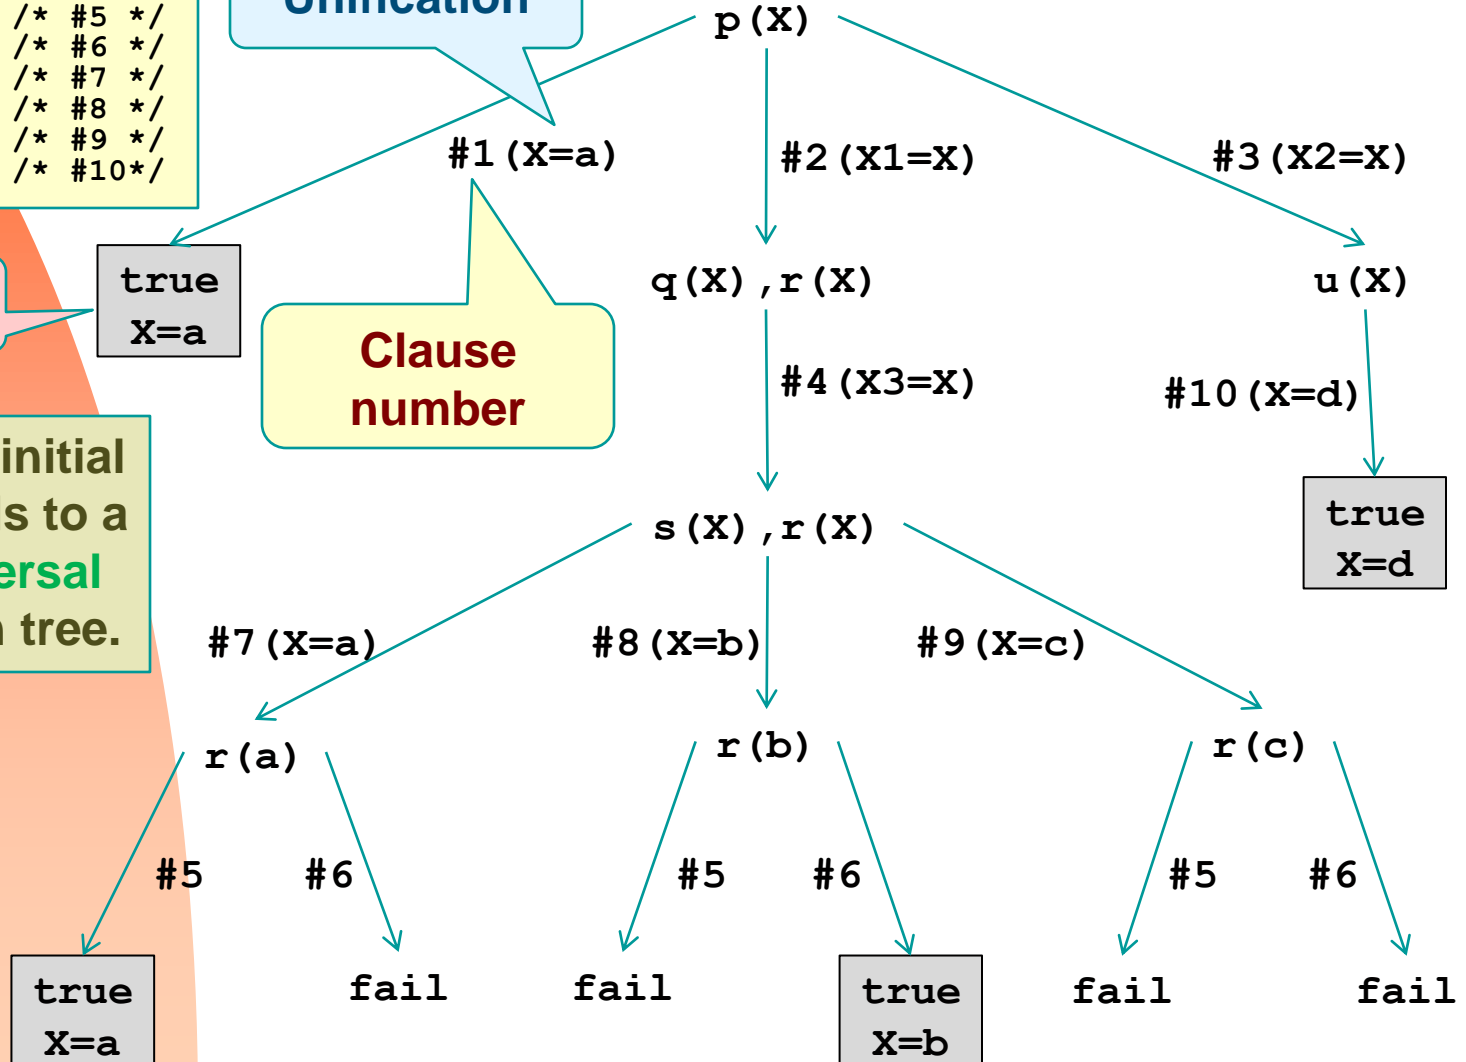 /* #5 */
/* #6 */
/* #7 */
/* #8 */
/* #9 */
/* #10*/
Unification
p(X)
#1(X=a)
#2(X1=X)
#3(X2=X)
true
X=a
q(X),r(X)
u(X)
Clause
number
#4(X3=X)
#10(X=d)
initial
to a
tree.
s(X),r(X)
true
X=d
#7(X=a)
#8(X=b)
#9(X=c)
r(a)
r(b)
r(c)
#5
#6
#5
#6
#5
#6
true
X=a
fail
fail
true
X=b
fail
fail